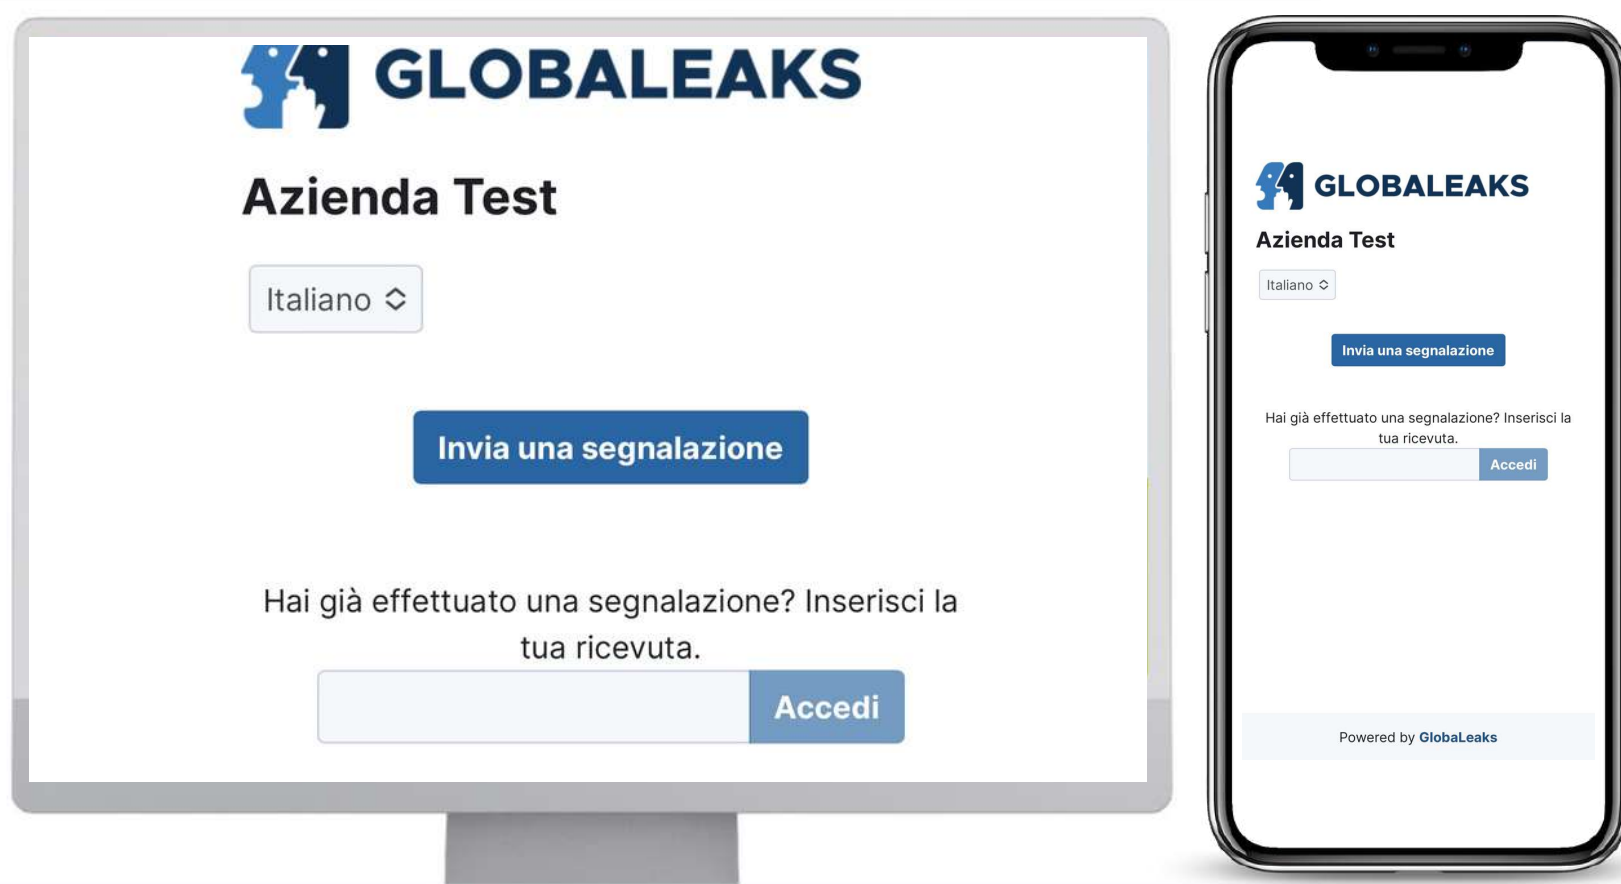 GLOBALEAKS
Azienda Test
Italiano
Invia una segnalazione
Hai già effettuato una segnalazione? Inserisci la
tua ricevuta.
Accedi
GLOBALEAKS
Azienda Test
Italiano
Invia una segnalazione
Hai già effettuato una segnalazione? Inserisci la
tua ricevuta.
Accedi
Powered by GlobaLeaks